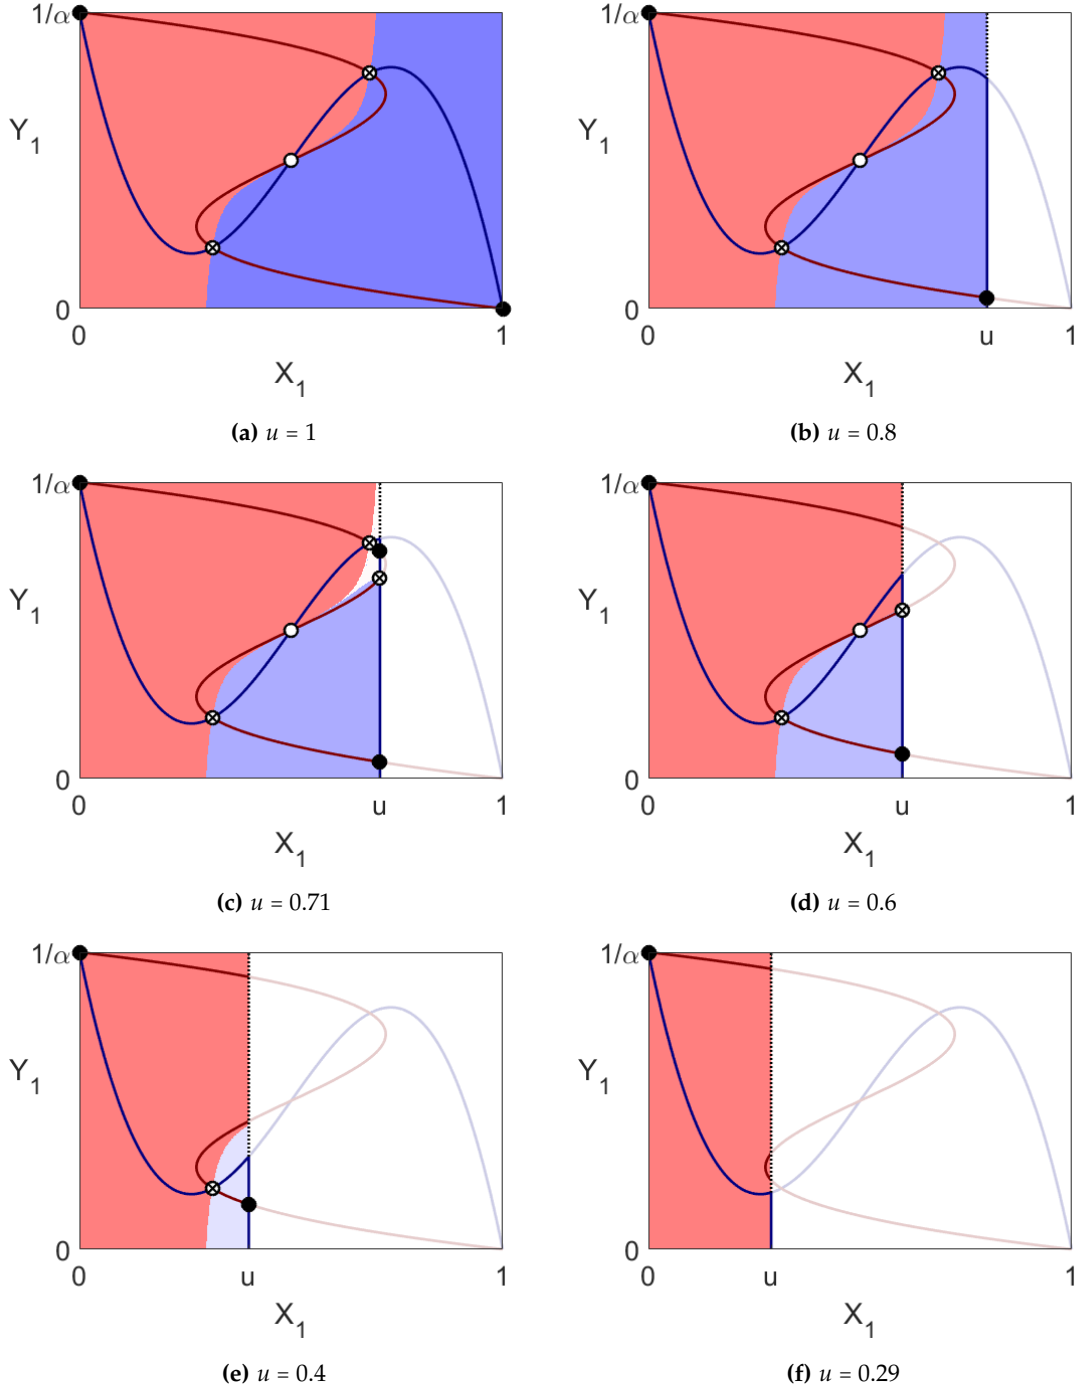 1/α 1/α
Y1 Y1
0 0
0 1 0 u 1
X1 X1
(a) u = 1 (b) u = 0.8
1/α 1/α
Y1 Y1
0 0
0 u 1 0 u 1
X1 X1
(c) u = 0.71 (d) u = 0.6
1/α 1/α
Y1 Y1
0 0
0 u 1 0 u 1
X1 X1
(e) u = 0.4 (f) u = 0.29